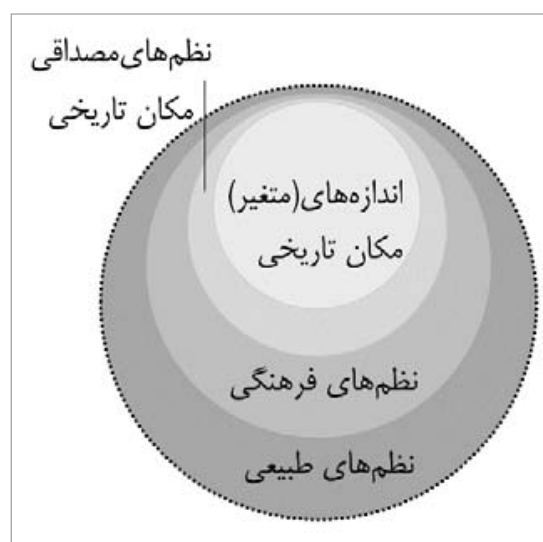 نظم‌های مصداقی
مکان تاریخی
اندازه‌های (متغیر)
مکان تاریخی
نظم‌های فرهنگی
نظم‌های طبیعی